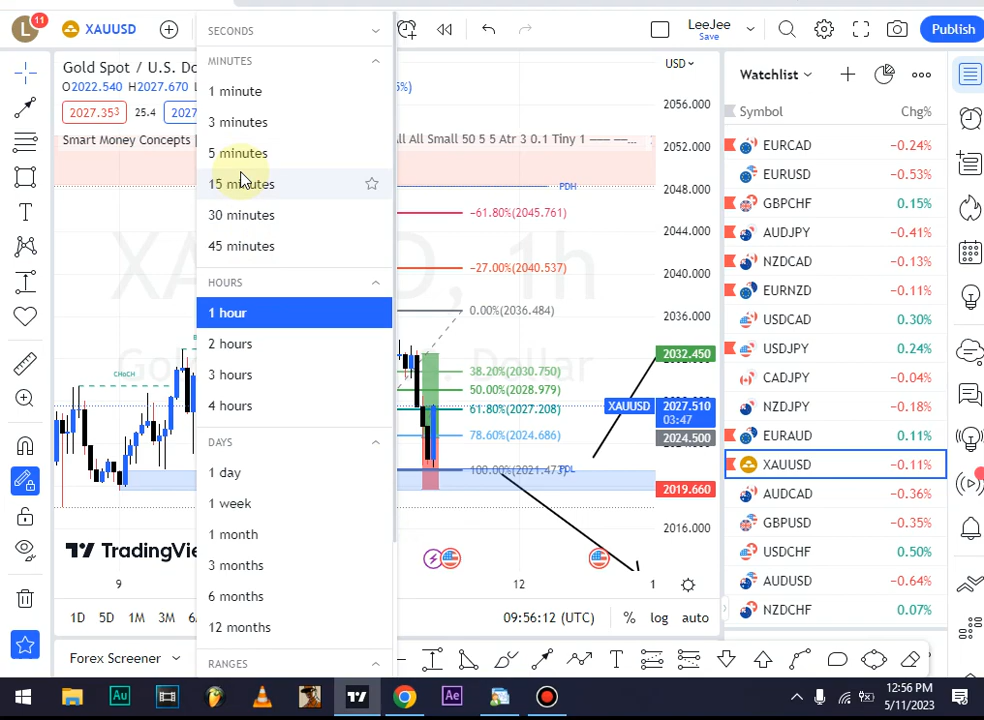 L
11
XAUUSD
LeeJee
Save
Publish
SECONDS
MINUTES
1 minute
3 minutes
5 minutes
15 minutes
30 minutes
45 minutes
HOURS
1 hour
2 hours
3 hours
4 hours
DAYS
1 day
1 week
1 month
3 months
6 months
12 months
RANGES
Gold Spot / U.S. Do
O2022.540 H2027.670
5%)
2027.353
25.4
2027
Smart Money Concepts
All All Small 50 5 5 Atr 3 0.1 Tiny 1
PDH
-61.80%(2045.761)
-27.00%(2040.537)
0.00%(2036.484)
38.20%(2030.750)
50.00%(2028.979)
61.80%(2027.208)
78.60%(2024.686)
100.00%(2021.473)
PDL
CHoCH
XAUUSD, 1h
USD
2056.000
2052.000
2048.000
2044.000
2040.000
2036.000
2032.450
XAUUSD
2027.510
03:47
2024.500
2019.660
2016.000
TradingVie
9
12
1
1D 5D 1M 3M
09:56:12 (UTC)
% log auto
Forex Screener
Watchlist
Symbol Chg%
EURCAD -0.24%
EURUSD -0.53%
GBPCHF 0.15%
AUDJPY -0.41%
NZDCAD -0.13%
EURNZD -0.11%
USDCAD 0.30%
USDJPY 0.24%
CADJPY -0.04%
NZDJPY -0.18%
EURAUD 0.11%
XAUUSD -0.11%
AUDCAD -0.36%
GBPUSD -0.35%
USDCHF 0.50%
AUDUSD -0.64%
NZDCHF 0.07%
Au
Ae
12:56 PM
5/11/2023